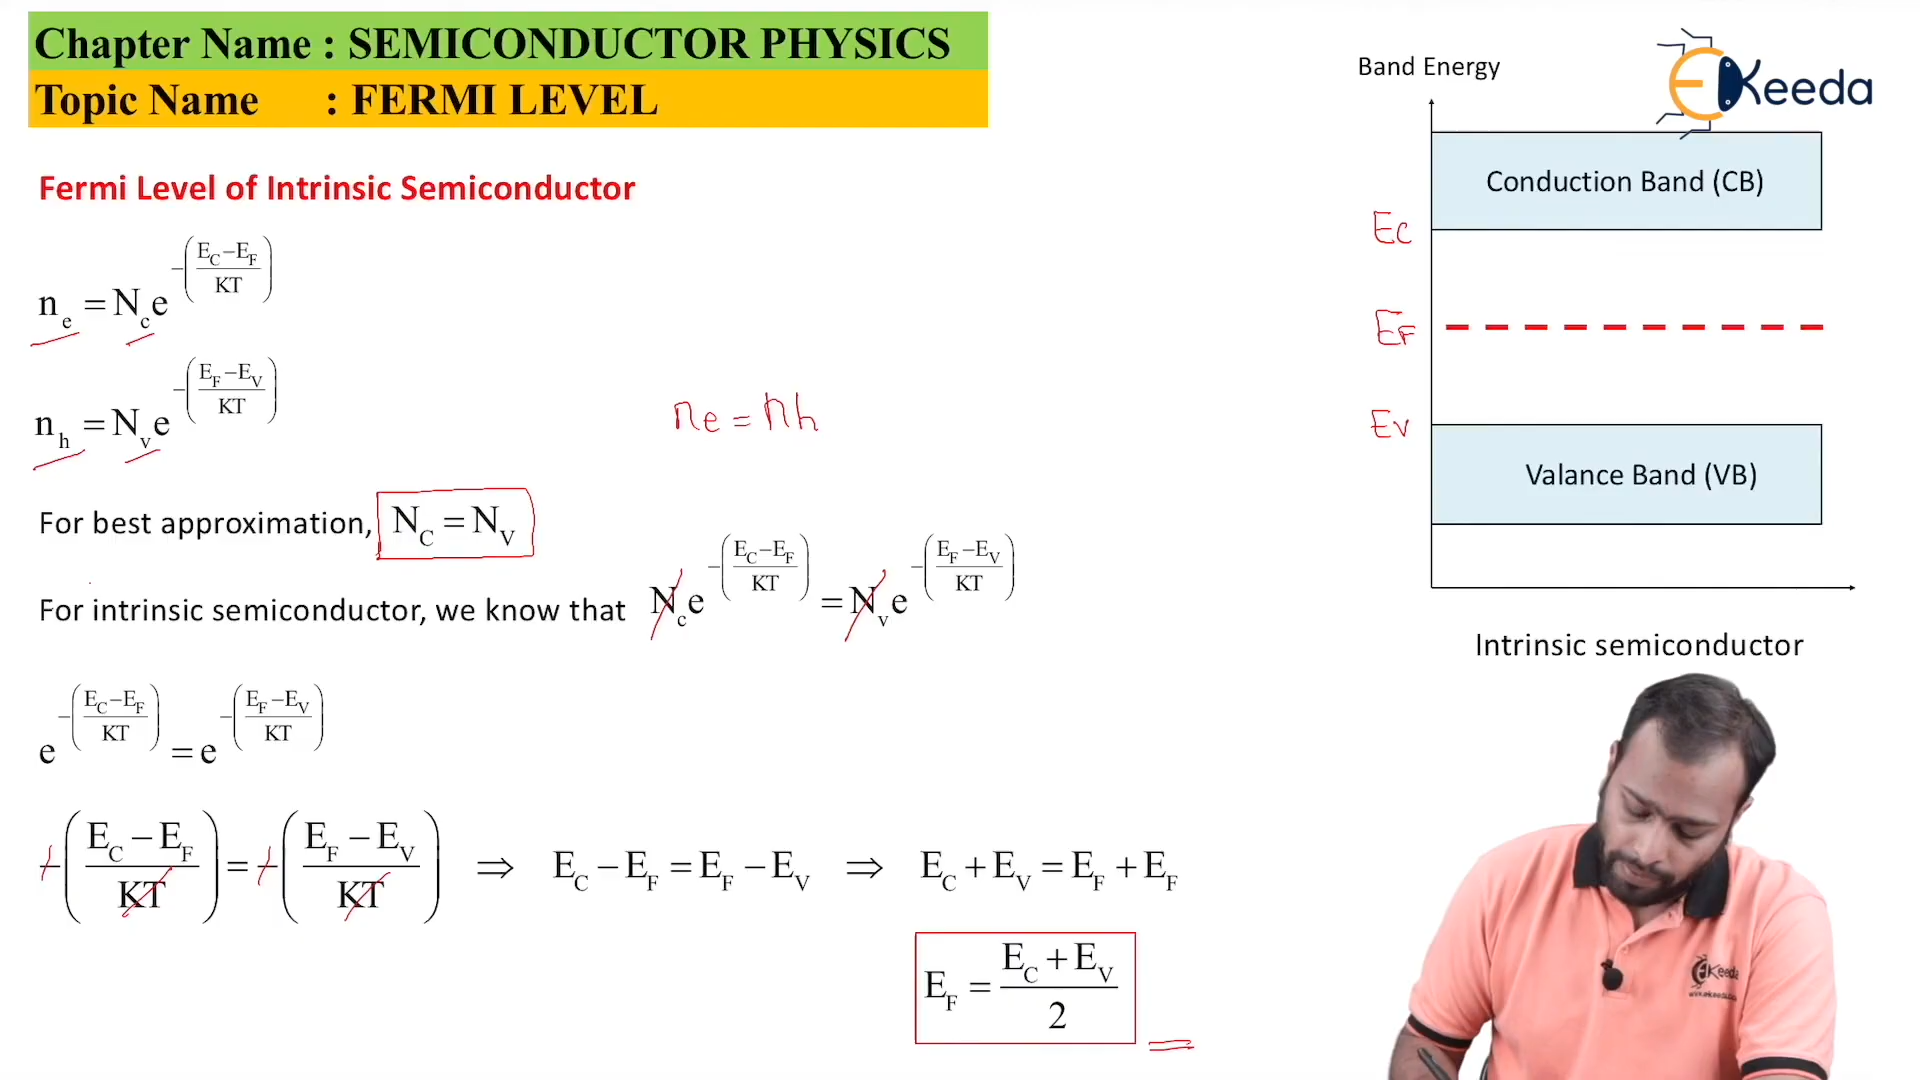 Chapter Name : SEMICONDUCTOR PHYSICS
Topic Name : FERMI LEVEL
Fermi Level of Intrinsic Semiconductor
n_e = N_c e^{-((E_C – E_F)/KT)}
n_h = N_v e^{-((E_F – E_V)/KT)}
ne = nh
For best approximation, N_C = N_V
For intrinsic semiconductor, we know that N_c e^{-((E_C – E_F)/KT)} = N_v e^{-((E_F – E_V)/KT)}
e^{-((E_C – E_F)/KT)} = e^{-((E_F – E_V)/KT)}
-((E_C – E_F)/KT) = -((E_F – E_V)/KT) ⇒ E_C – E_F = E_F – E_V ⇒ E_C + E_V = E_F + E_F
E_F = (E_C + E_V)/2
Band Energy
EKeeda
Conduction Band (CB)
Ec
EF
Ev
Valance Band (VB)
Intrinsic semiconductor
EKeeda